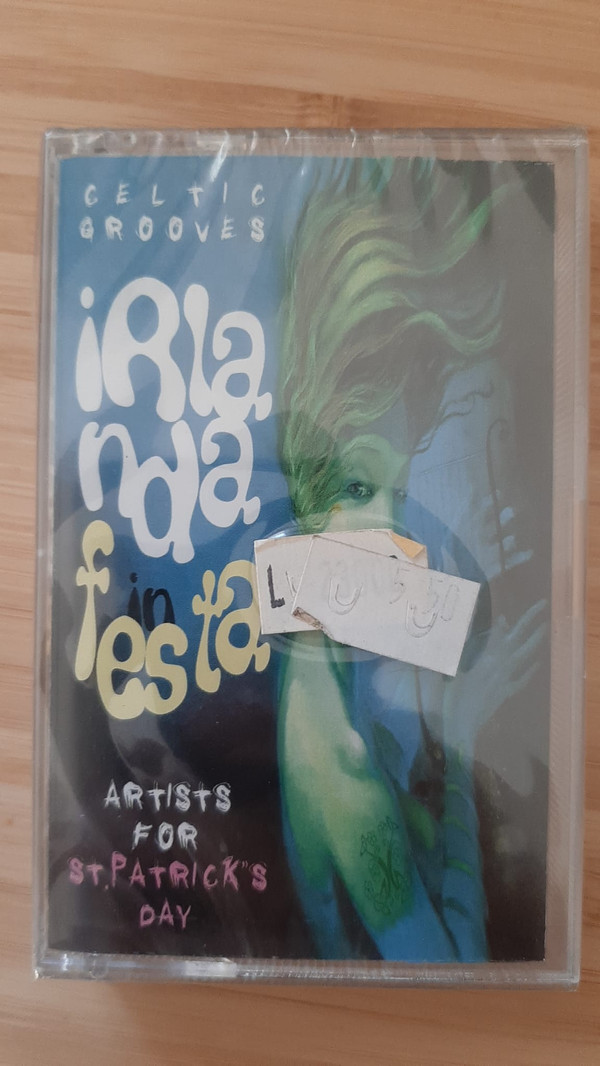 CELTIC
GROOVES
iRla
nda
in
festa
L
ARTISTS
FOR
ST.PATRICK"S
DAY